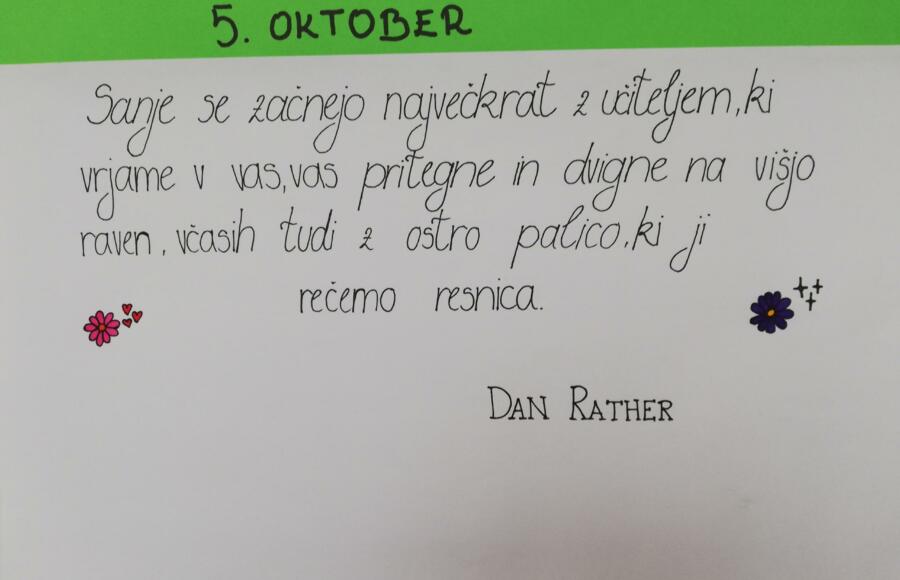 5. OKTOBER
Sanje se začnejo največkrat z učiteljem, ki
vrjame v vas, vas pritegne in dvigne na višjo
raven, včasih tudi z ostro palico, ki ji
rečemo resnica.
DAN RATHER